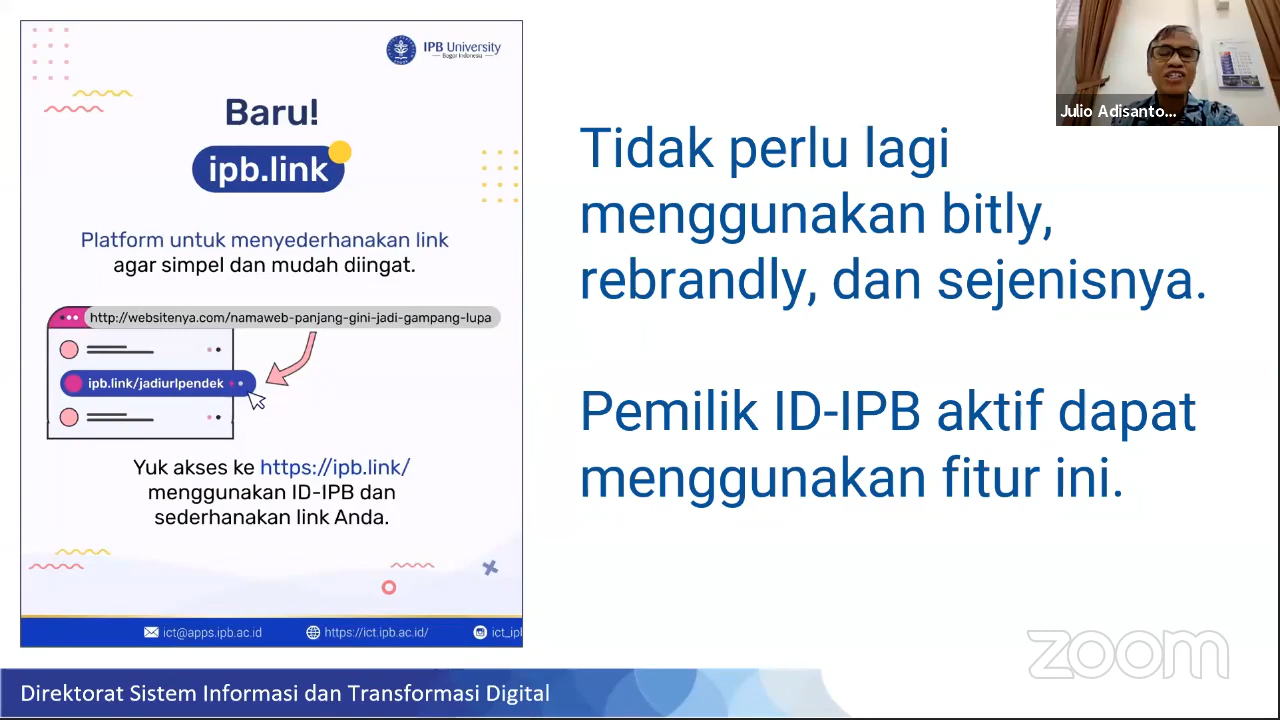 IPB University
Bogor Indonesia
Baru!
ipb.link
Platform untuk menyederhanakan link
agar simpel dan mudah diingat.
http://websitenya.com/namaweb-panjang-gini-jadi-gampang-lupa
ipb.link/jadiurlpendek
Yuk akses ke https://ipb.link/
menggunakan ID-IPB dan
sederhanakan link Anda.
ict@apps.ipb.ac.id
https://ict.ipb.ac.id/
ict_ipl
Tidak perlu lagi
menggunakan bitly,
rebrandly, dan sejenisnya.
Pemilik ID-IPB aktif dapat
menggunakan fitur ini.
Julio Adisanto...
zoom
Direktorat Sistem Informasi dan Transformasi Digital